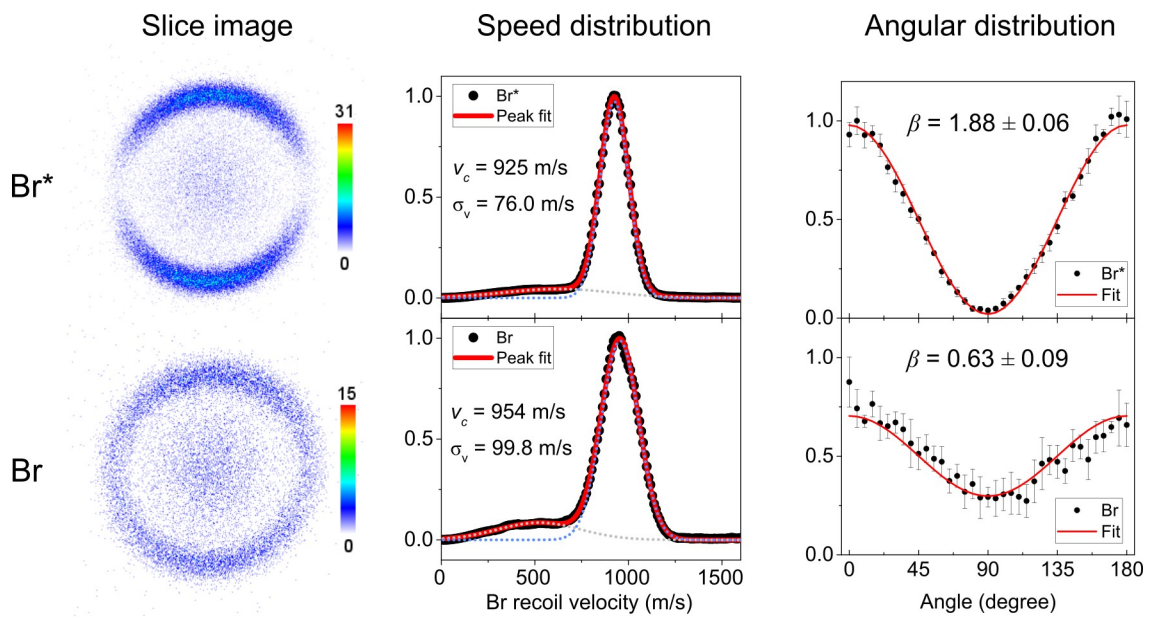 Slice image
Speed distribution
Angular distribution
Br*
31
0
1.0
0.5
0.0
Br*
Peak fit
v_c = 925 m/s
σ_v = 76.0 m/s
1.0
0.5
0.0
β = 1.88 ± 0.06
Br*
Fit
Br
15
0
1.0
0.5
0.0
Br
Peak fit
v_c = 954 m/s
σ_v = 99.8 m/s
0 500 1000 1500
Br recoil velocity (m/s)
1.0
0.5
0.0
β = 0.63 ± 0.09
Br
Fit
0 45 90 135 180
Angle (degree)